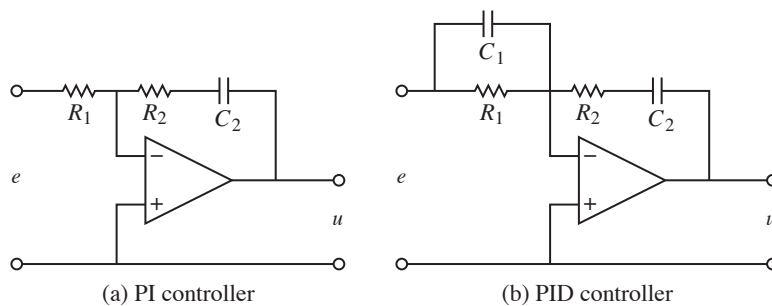 R1
R2
C2
−
+
e
u
(a) PI controller
C1
R1
R2
C2
−
+
e
u
(b) PID controller